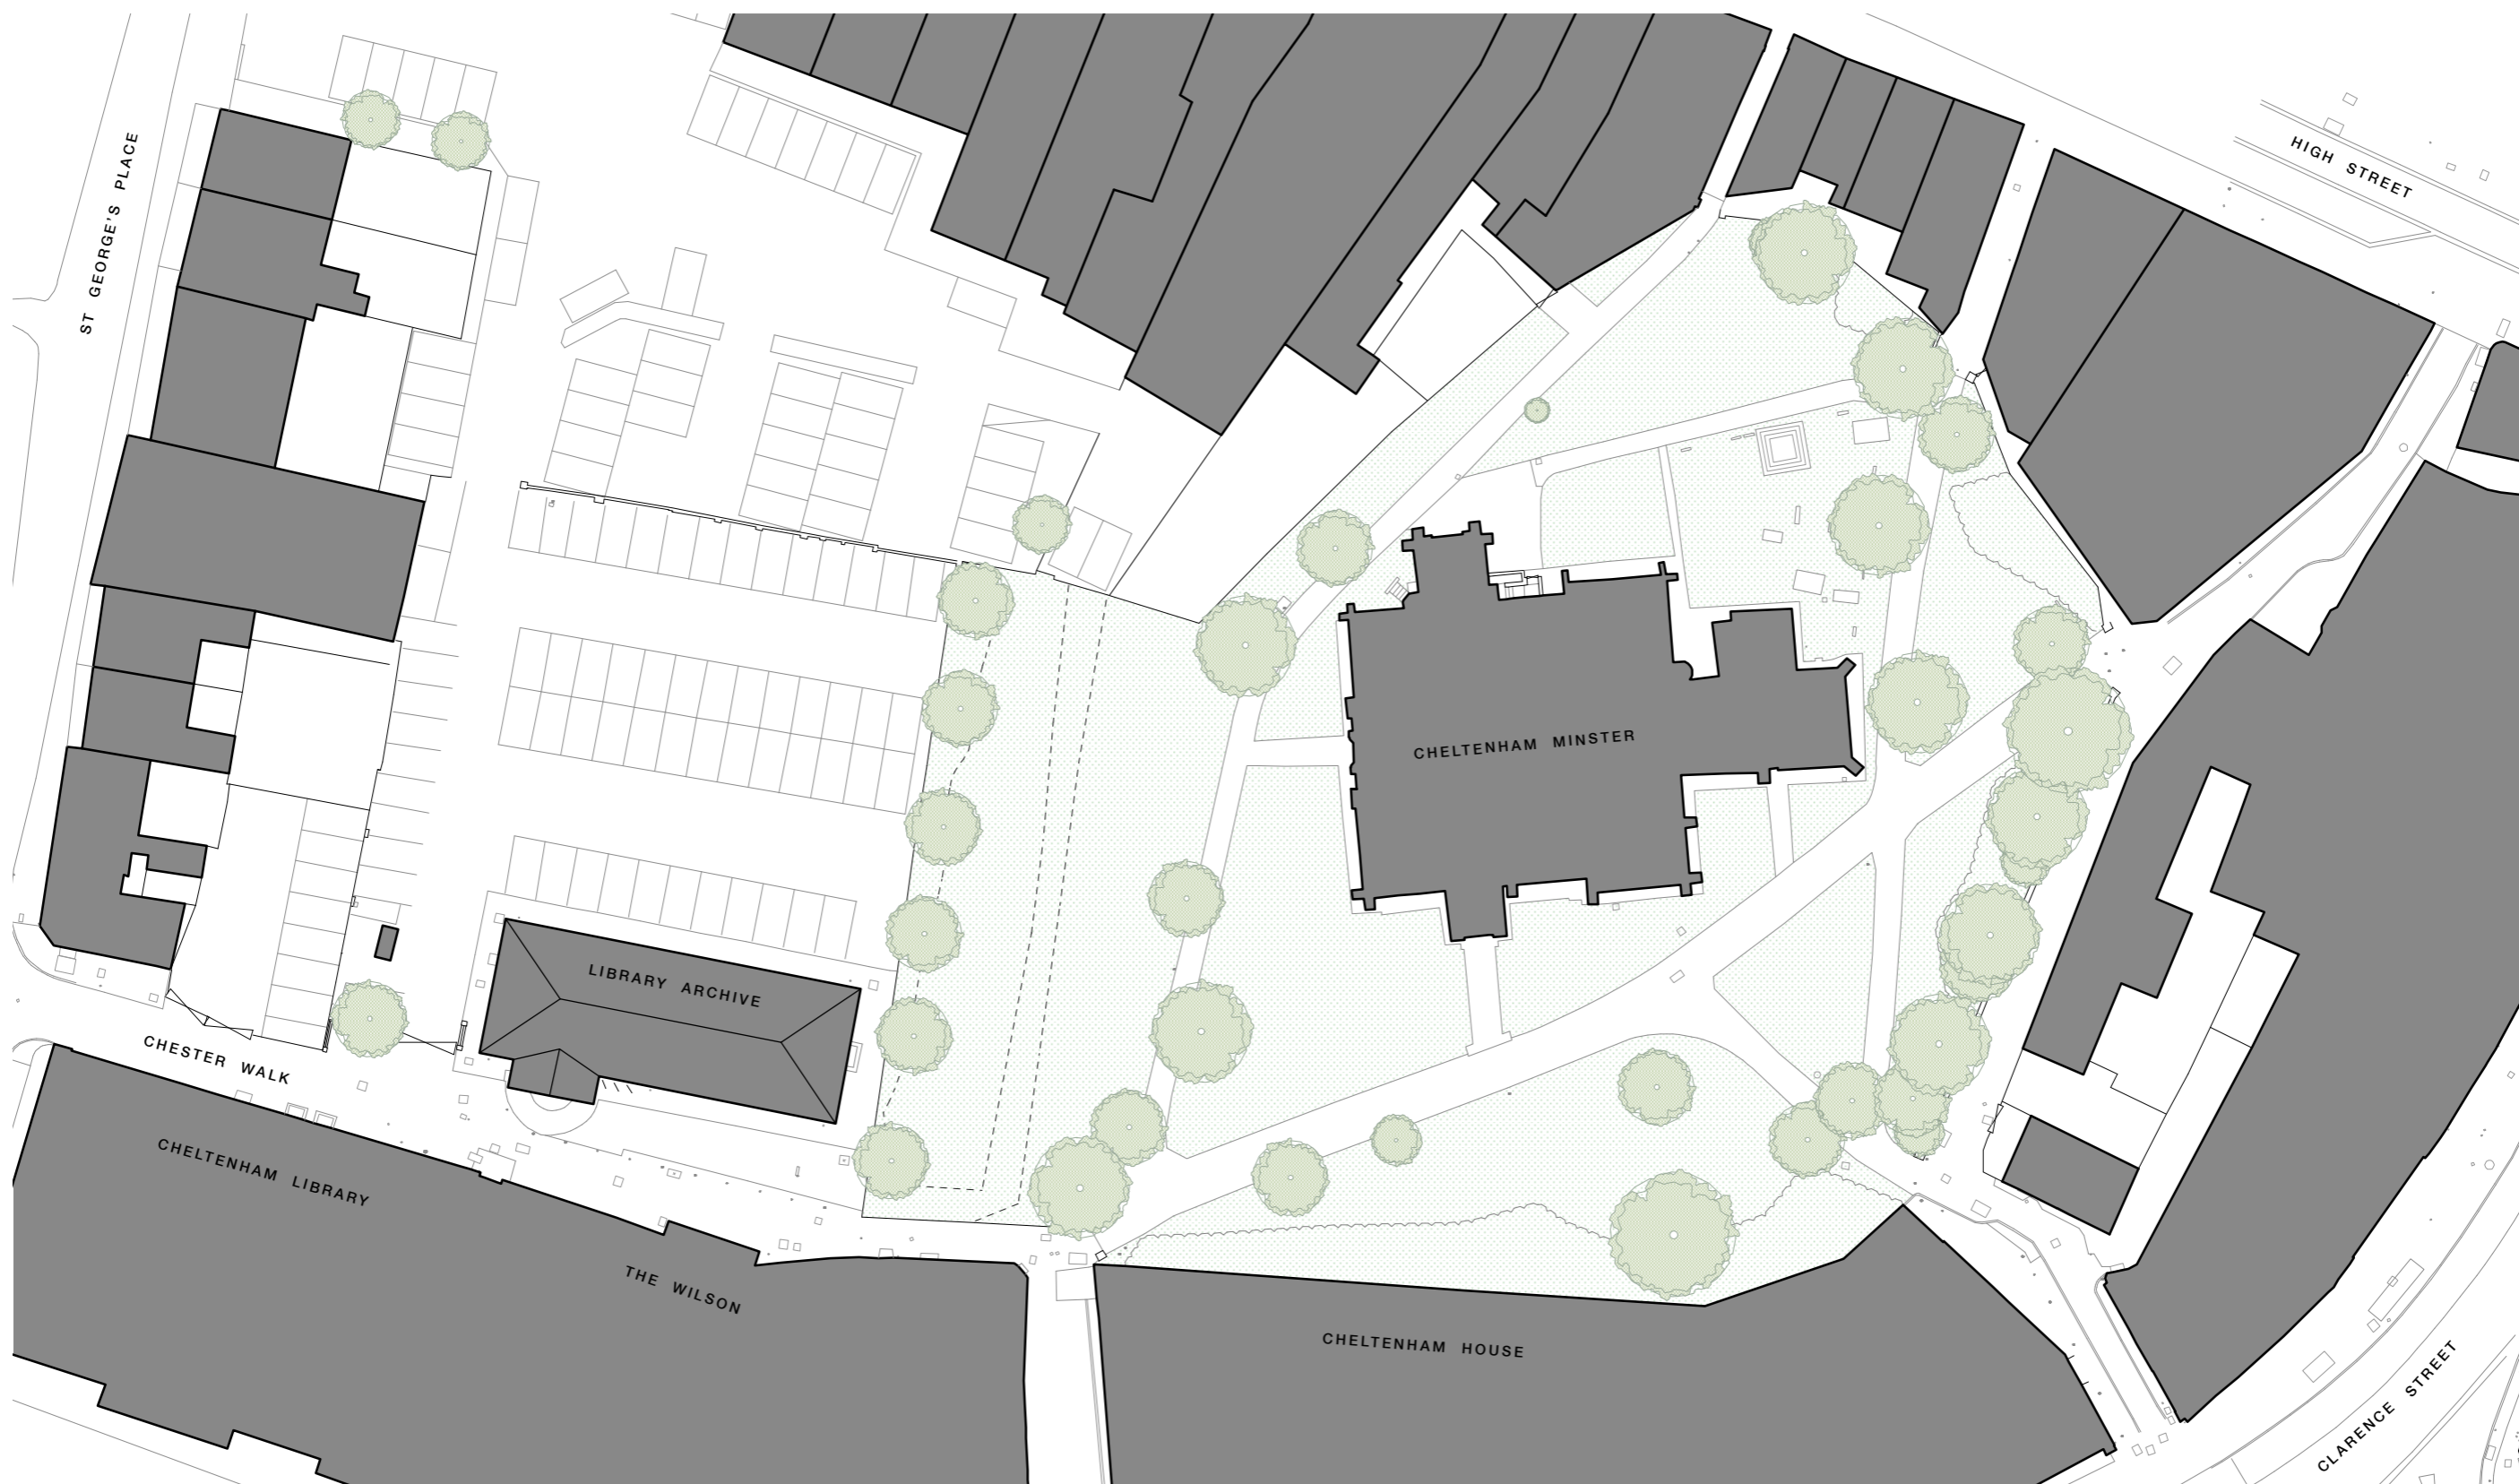 HIGH STREET
ST GEORGE'S PLACE
CHELTENHAM MINSTER
LIBRARY ARCHIVE
CHESTER WALK
CHELTENHAM LIBRARY
THE WILSON
CHELTENHAM HOUSE
CLARENCE STREET